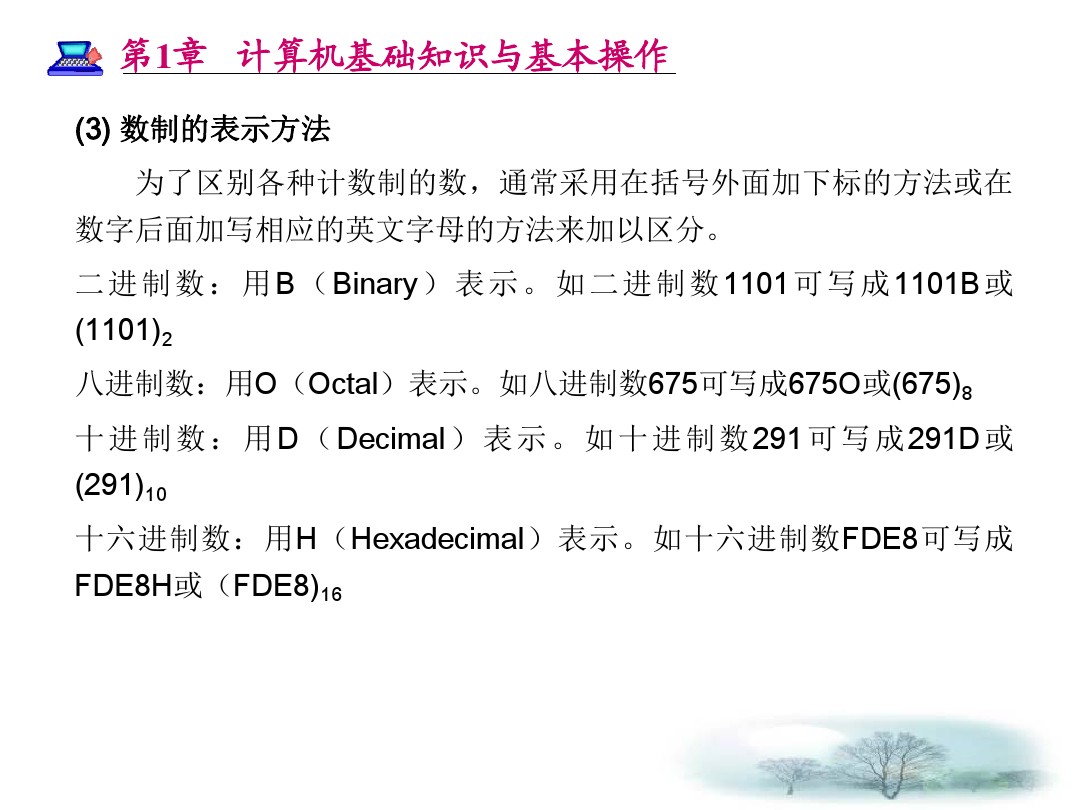 第1章 计算机基础知识与基本操作
(3) 数制的表示方法
为了区别各种计数制的数，通常采用在括号外面加下标的方法或在
数字后面加写相应的英文字母的方法来加以区分。
二进制数：用B（Binary）表示。如二进制数1101可写成1101B或
(1101)₂
八进制数：用O（Octal）表示。如八进制数675可写成675O或(675)₈
十进制数：用D（Decimal）表示。如十进制数291可写成291D或
(291)₁₀
十六进制数：用H（Hexadecimal）表示。如十六进制数FDE8可写成
FDE8H或（FDE8)₁₆